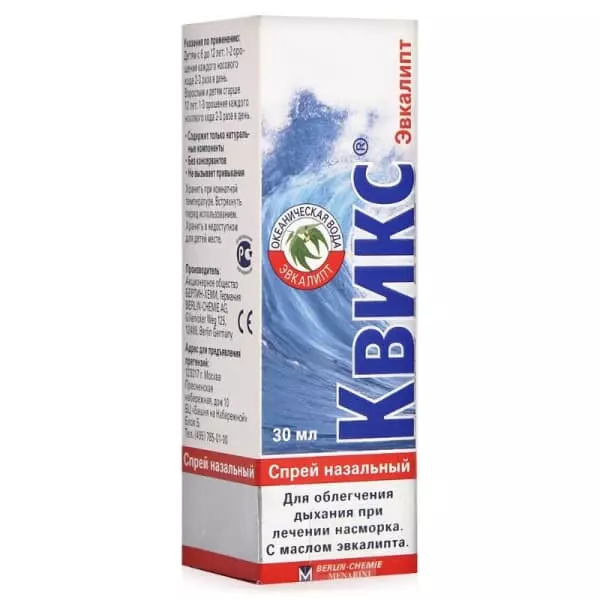 Указания по применению:
Детям с 6 до 12 лет: 1-2 оро-
шения каждого носового
хода 2-3 раза в день.
Взрослым и детям старше
12 лет: 1-3 орошения каждого
носового хода 2-3 раза в день.
• Содержит только натураль-
ные компоненты
• Без консервантов
• Не вызывает привыкания
Хранить при комнатной
температуре. Встряхнуть
перед использованием.
Хранить в недоступном
для детей месте.
Производитель:
Акционерное общество
БЕРЛИН-ХЕМИ, Германия
BERLIN-CHEMIE AG,
Glienicker Weg 125,
12489, Berlin Germany
CE
Адрес для предъявления
претензий:
123317 г. Москва
Пресненская
набережная, дом 10
БЦ «Башня на Набережной»
Блок Б,
Тел. (495) 785-01-00
Спрей назальный
КВИКС®
Эвкалипт
ОКЕАНИЧЕСКАЯ ВОДА
ЭВКАЛИПТ
30 мл
Спрей назальный
Для облегчения
дыхания при
лечении насморка.
С маслом эвкалипта.
BERLIN-CHEMIE
MENARINI